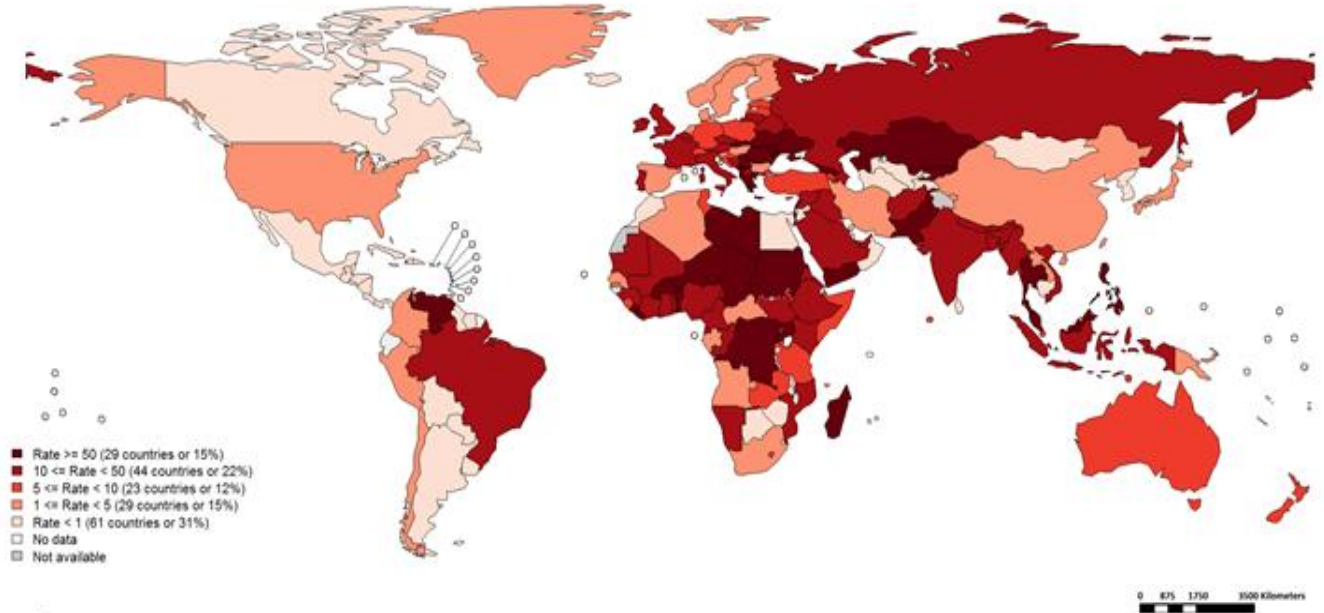 Rate >= 50 (29 countries or 15%)
10 <= Rate < 50 (44 countries or 22%)
5 <= Rate < 10 (23 countries or 12%)
1 <= Rate < 5 (29 countries or 15%)
Rate < 1 (61 countries or 31%)
No data
Not available
0 875 1750 3500 Kilometers